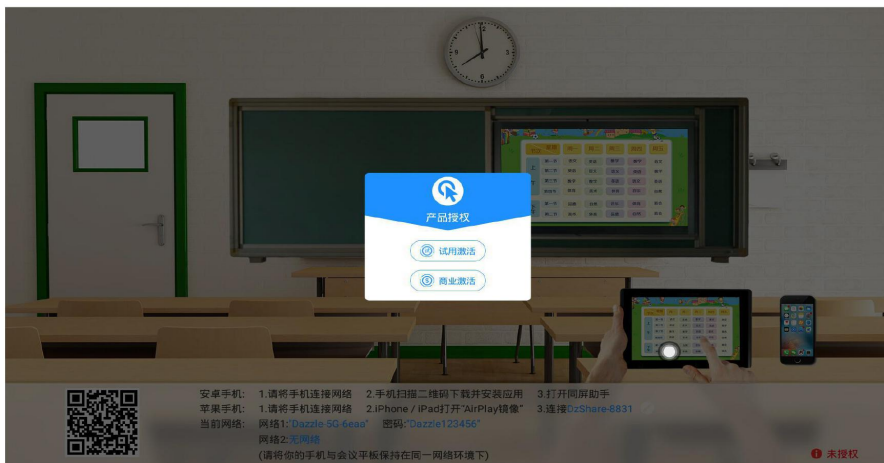 产品授权
试用激活
商业激活
安卓手机: 1.请将手机连接网络 2.手机扫描二维码下载并安装应用 3.打开同屏助手
苹果手机: 1.请将手机连接网络 2.iPhone / iPad打开"AirPlay镜像" 3.连接DzShare-8831
当前网络: 网络1:"Dazzle-5G-6eaa" 密码:"Dazzle123456"
网络2:无网络
(请将你的手机与会议平板保持在同一网络环境下)
未授权